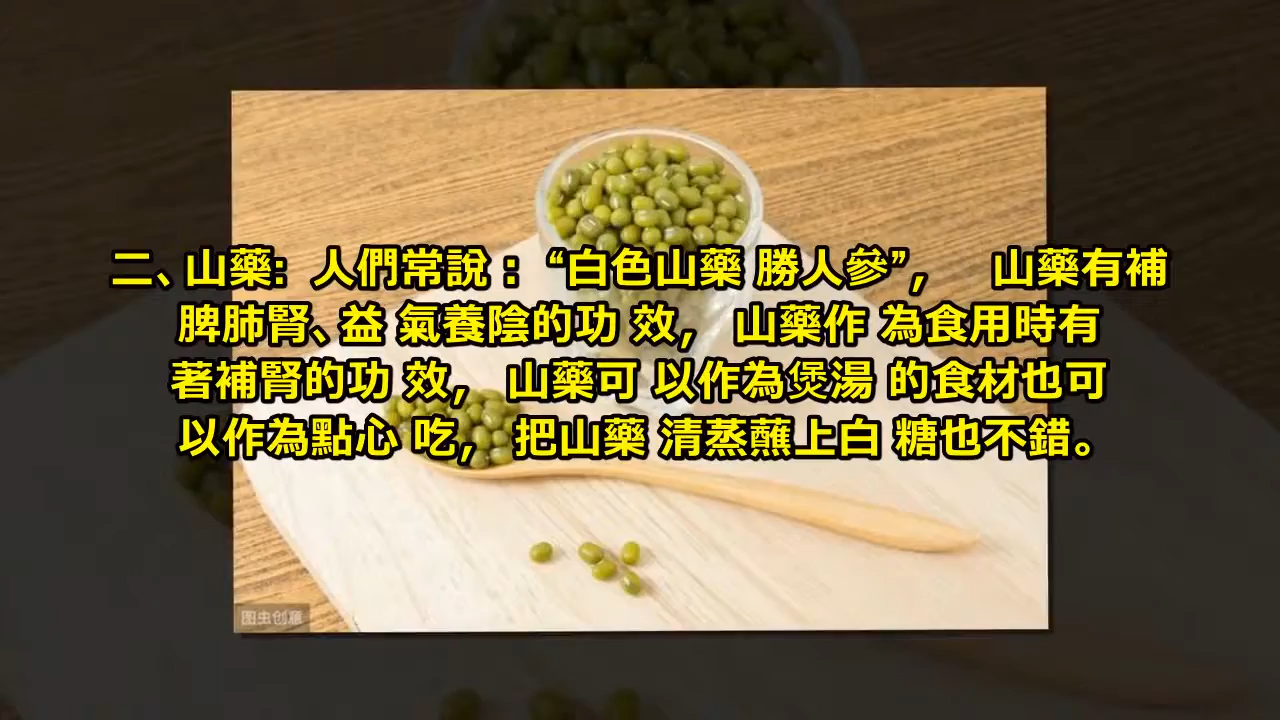 二、山藥: 人們常說：“白色山藥 勝人參”， 山藥有補
脾肺腎、益 氣養陰的功 效， 山藥作 為食用時有
著補腎的功 效， 山藥可 以作為煲湯 的食材也可
以作為點心 吃， 把山藥 清蒸蘸上白 糖也不錯。
图虫创意